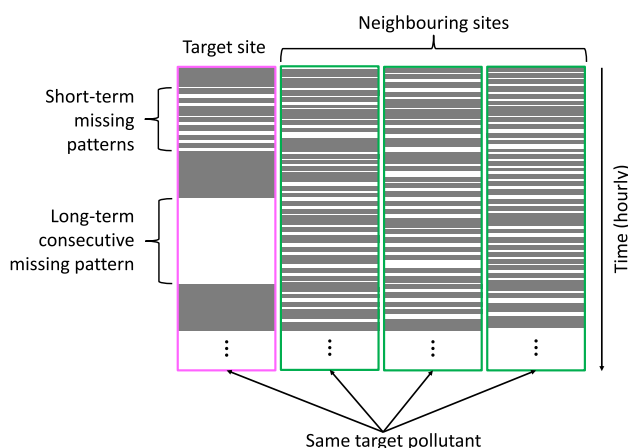 Neighbouring sites
Target site
Short-term
missing
patterns
Long-term
consecutive
missing pattern
Time (hourly)
Same target pollutant